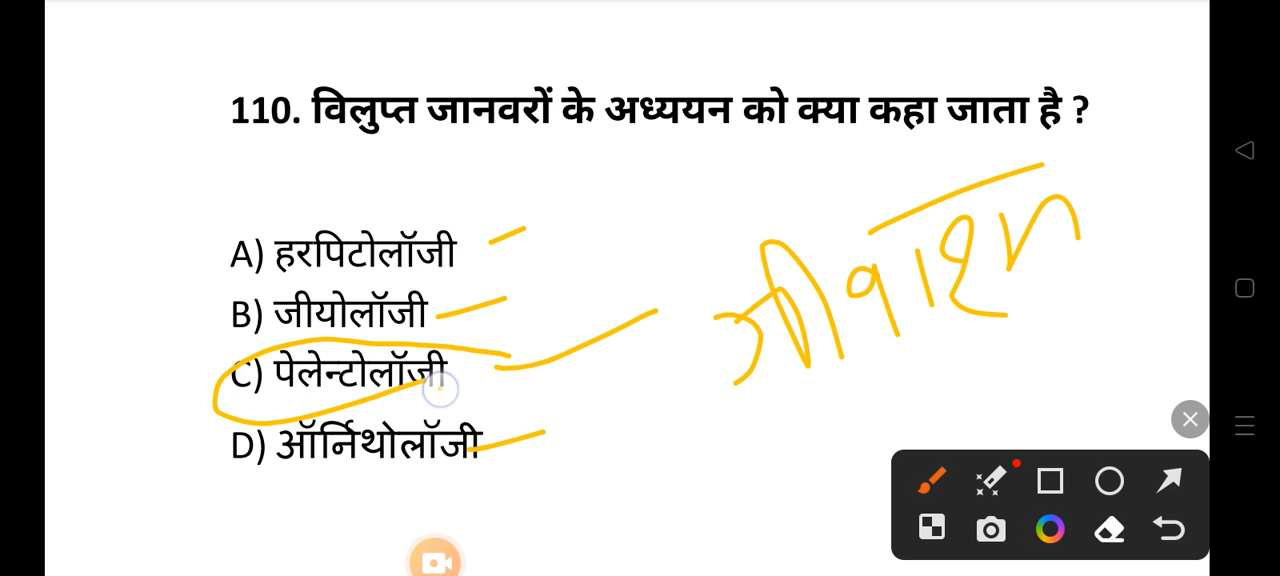 110. विलुप्त जानवरों के अध्ययन को क्या कहा जाता है ?
A) हरपिटोलॉजी
B) जीयोलॉजी
C) पेलेन्टोलॉजी
D) ऑर्निथोलॉजी
जीवाश्म